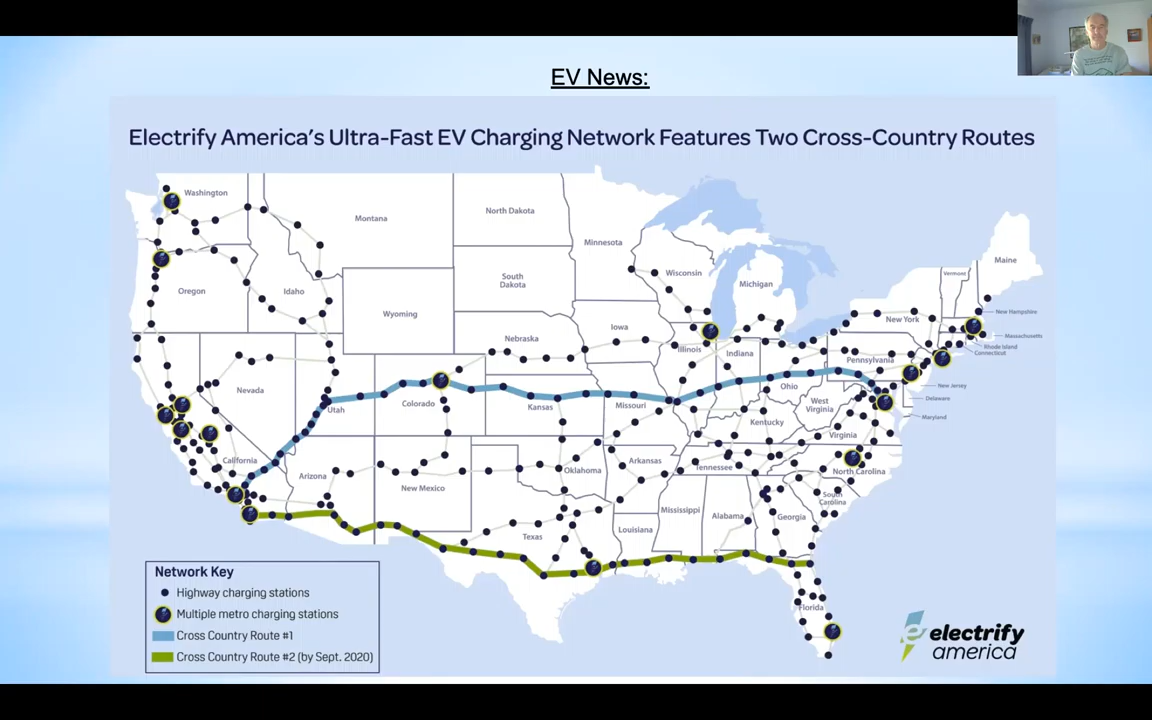 EV News:
Electrify America's Ultra-Fast EV Charging Network Features Two Cross-Country Routes
Washington
Montana
North Dakota
Minnesota
Maine
Vermont
Wisconsin
Michigan
South
Dakota
Oregon
Idaho
Wyoming
New York
New Hampshire
Massachusetts
Rhode Island
Connecticut
Iowa
Nebraska
Illinois
Indiana
Pennsylvania
Nevada
Utah
Colorado
Kansas
Missouri
Ohio
New Jersey
Delaware
Maryland
West
Virginia
Kentucky
Virginia
California
Arizona
New Mexico
Oklahoma
Arkansas
Tennessee
North Carolina
South
Carolina
Mississippi
Alabama
Georgia
Louisiana
Texas
Florida
Network Key
Highway charging stations
Multiple metro charging stations
Cross Country Route #1
Cross Country Route #2 (by Sept. 2020)
electrify
america